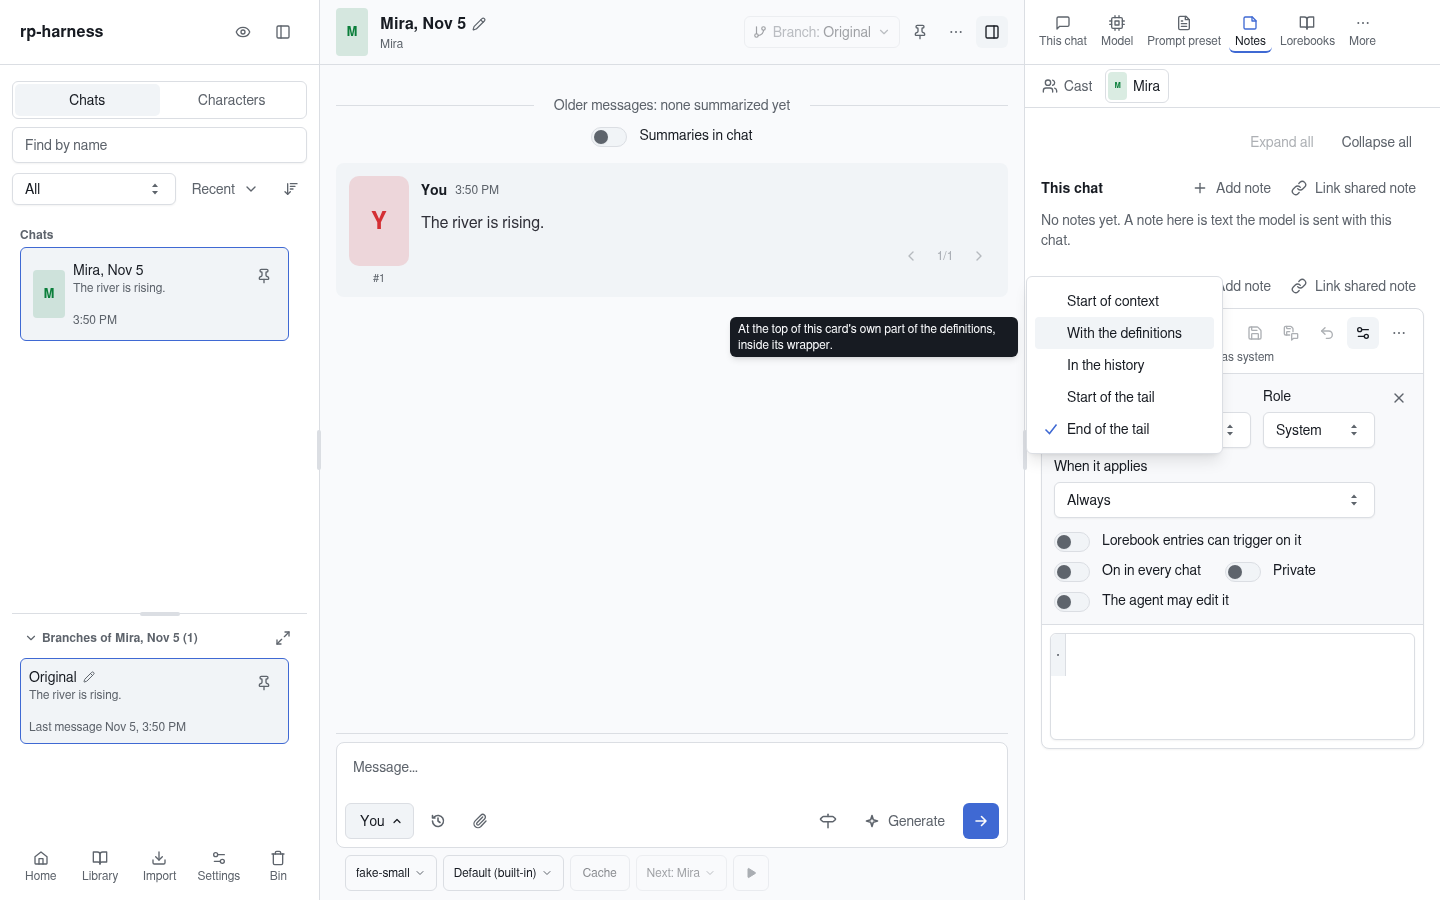 rp-harness
Chats
Characters
Find by name
All
Recent
Chats
M
Mira, Nov 5
The river is rising.
3:50 PM
Branches of Mira, Nov 5 (1)
Original
The river is rising.
Last message Nov 5, 3:50 PM
Home
Library
Import
Settings
Bin
M
Mira, Nov 5
Mira
Branch: Original
Older messages: none summarized yet
Summaries in chat
Y
#1
You 3:50 PM
The river is rising.
1/1
At the top of this card's own part of the definitions,
inside its wrapper.
Message...
You
Generate
fake-small
Default (built-in)
Cache
Next: Mira
This chat
Model
Prompt preset
Notes
Lorebooks
More
Cast
M
Mira
Expand all
Collapse all
This chat
Add note
Link shared note
No notes yet. A note here is text the model is sent with this
chat.
Add note
Link shared note
Start of context
With the definitions
In the history
Start of the tail
End of the tail
as system
Role
System
When it applies
Always
Lorebook entries can trigger on it
On in every chat
Private
The agent may edit it